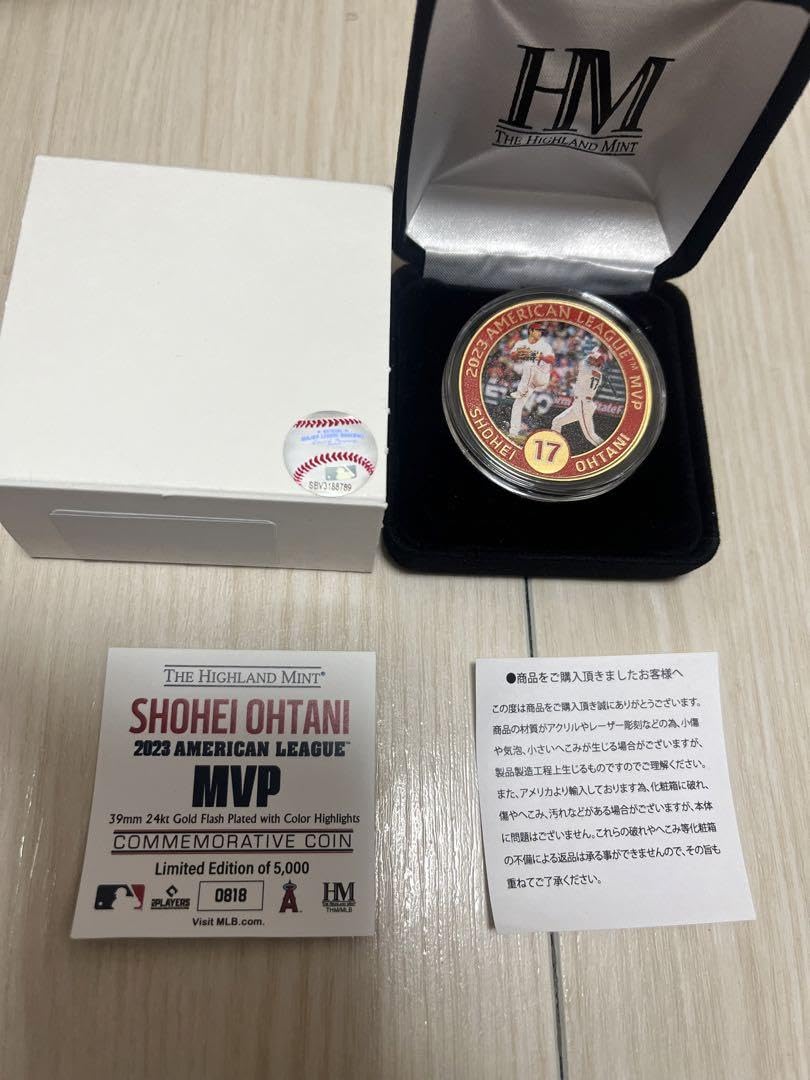 HM
THE HIGHLAND MINT
2023 AMERICAN LEAGUE™ MVP
17
SHOHEI 17 OHTANI
OFFICIAL
MAJOR LEAGUE BASEBALL
SBV3188789
THE HIGHLAND MINT®
SHOHEI OHTANI
2023 AMERICAN LEAGUE™
MVP
39mm 24kt Gold Flash Plated with Color Highlights
COMMEMORATIVE COIN
Limited Edition of 5,000
PLAYERS
0818
A
HM
THM/MLB
Visit MLB.com.
●商品をご購入頂きましたお客様へ
この度は商品をご購入頂き誠にありがとうございます。
商品の材質がアクリルやレーザー彫刻などの為、小傷
や気泡、小さいへこみが生じる場合がございますが、
製品製造工程上生じるものですのでご理解ください。
また、アメリカより輸入しております為、化粧箱に破れ、
傷やへこみ、汚れなどがある場合がございますが、本体
に問題はございません。これらの破れやへこみ等化粧箱
の不備による返品は承る事ができませんので、その旨も
重ねてご了承ください。